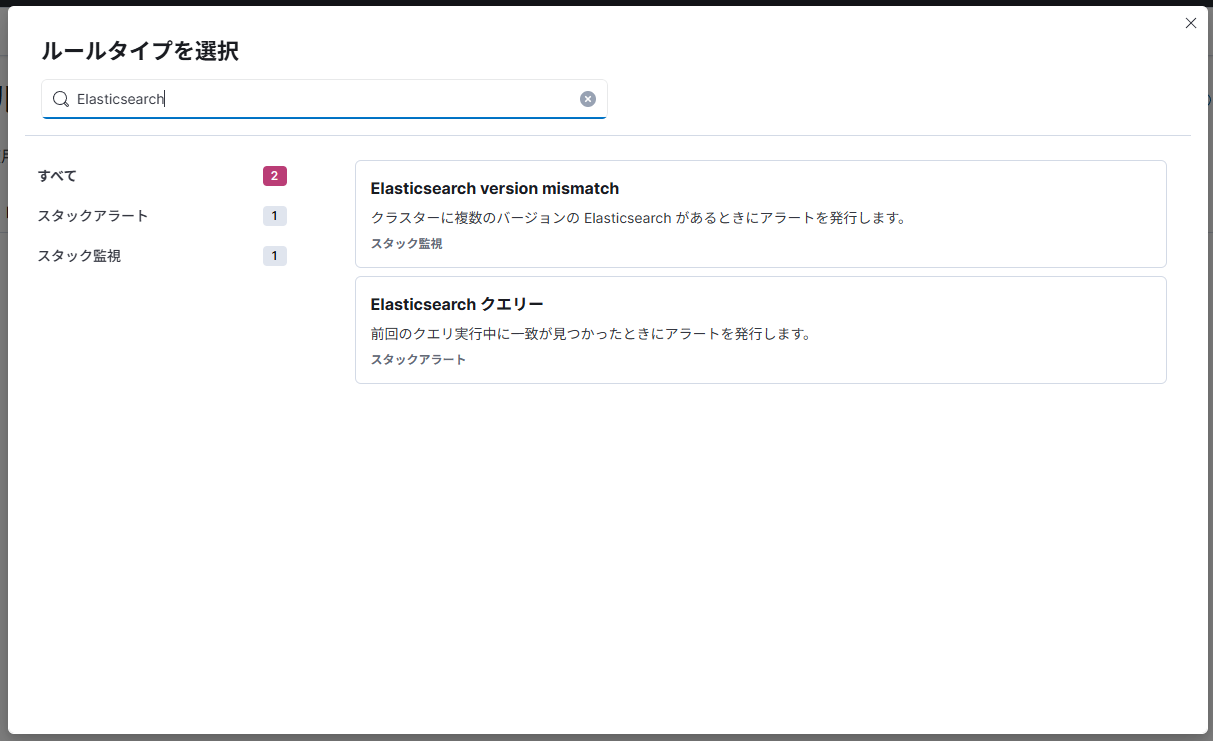 ルールタイプを選択
Elasticsearch
すべて 2
スタックアラート 1
スタック監視 1
Elasticsearch version mismatch
クラスターに複数のバージョンの Elasticsearch があるときにアラートを発行します。
スタック監視
Elasticsearch クエリー
前回のクエリ実行中に一致が見つかったときにアラートを発行します。
スタックアラート